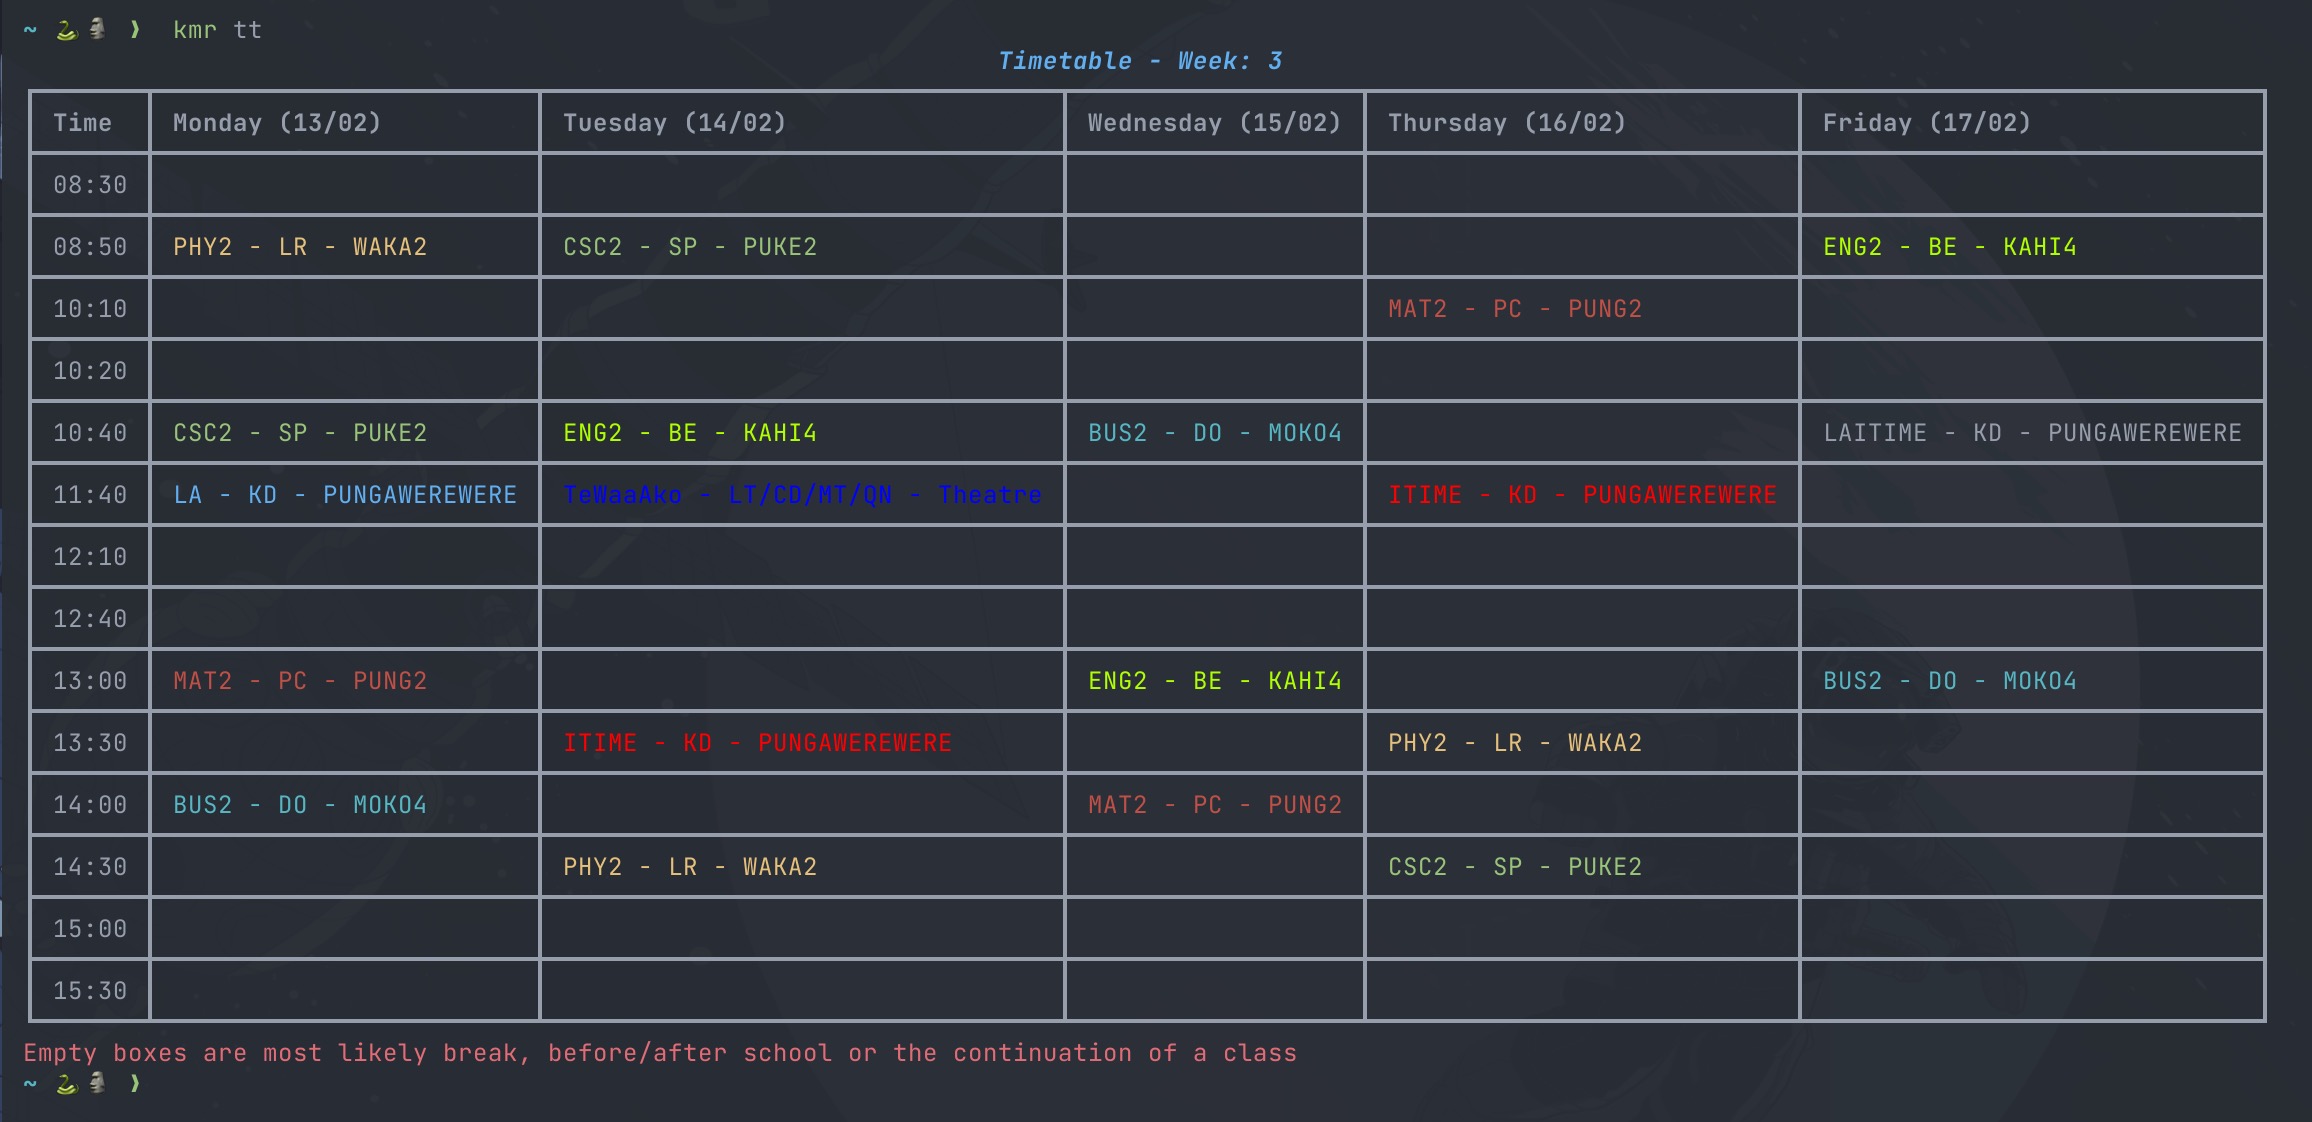 ~ 🐍🗿 ❯ kmr tt
Timetable - Week: 3
Time Monday (13/02) Tuesday (14/02) Wednesday (15/02) Thursday (16/02) Friday (17/02)
08:30
08:50 PHY2 - LR - WAKA2 CSC2 - SP - PUKE2 ENG2 - BE - KAHI4
10:10 MAT2 - PC - PUNG2
10:20
10:40 CSC2 - SP - PUKE2 ENG2 - BE - KAHI4 BUS2 - DO - MOKO4 LAITIME - KD - PUNGAWEREWERE
11:40 LA - KD - PUNGAWEREWERE TeWaaAko - LT/CD/MT/QN - Theatre ITIME - KD - PUNGAWEREWERE
12:10
12:40
13:00 MAT2 - PC - PUNG2 ENG2 - BE - KAHI4 BUS2 - DO - MOKO4
13:30 ITIME - KD - PUNGAWEREWERE PHY2 - LR - WAKA2
14:00 BUS2 - DO - MOKO4 MAT2 - PC - PUNG2
14:30 PHY2 - LR - WAKA2 CSC2 - SP - PUKE2
15:00
15:30
Empty boxes are most likely break, before/after school or the continuation of a class
~ 🐍🗿 ❯